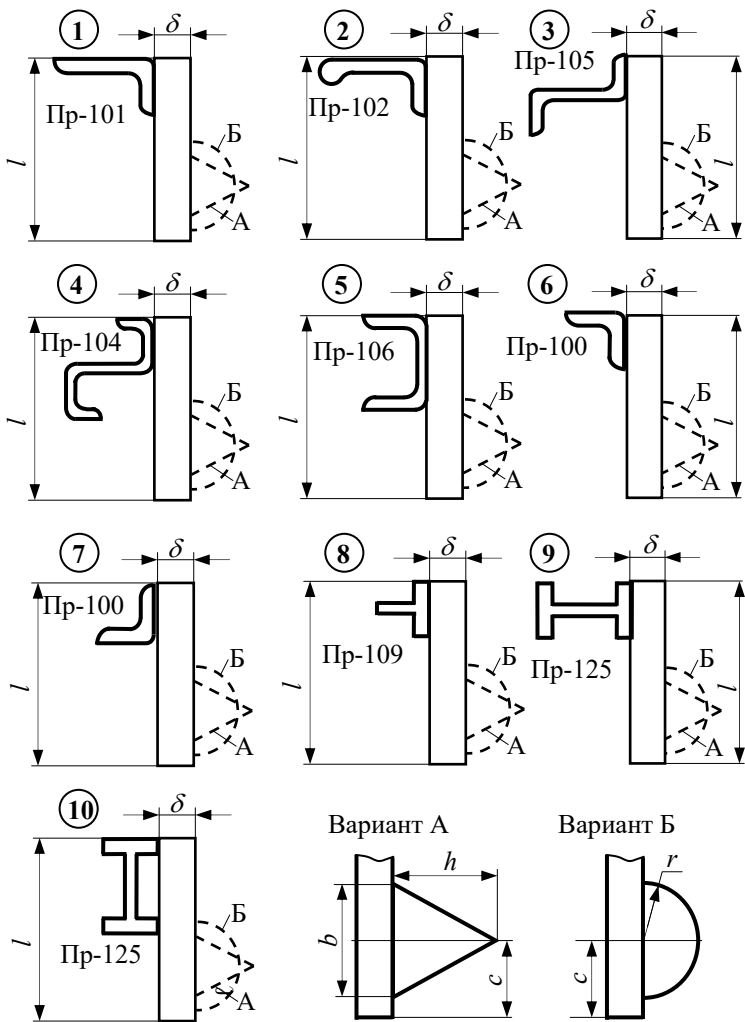 1 δ
Пр-101
l
Б
А
2 δ
Пр-102
l
Б
А
3 δ
Пр-105
l
Б
А
4 δ
Пр-104
l
Б
А
5 δ
Пр-106
l
Б
А
6 δ
Пр-100
l
Б
А
7 δ
Пр-100
l
Б
А
8 δ
Пр-109
l
Б
А
9 δ
Пр-125
l
Б
А
10 δ
Пр-125
l
Б
А
Вариант А
h
b
c
Вариант Б
r
c